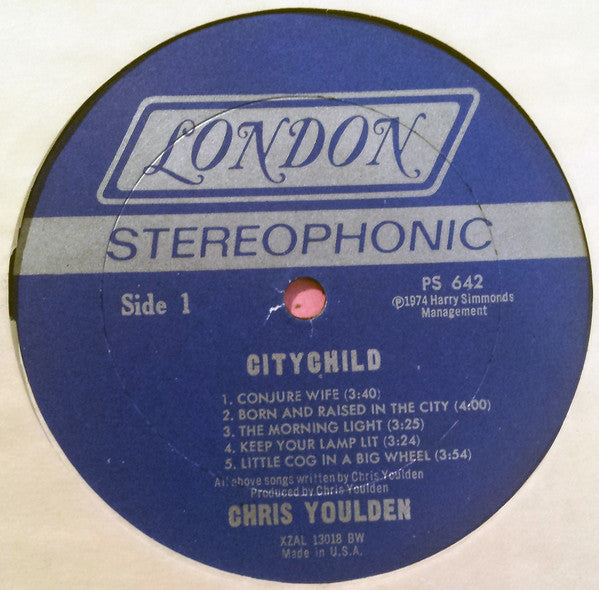 LONDON
STEREOPHONIC
Side 1
PS 642
℗1974 Harry Simmonds
Management
CITYCHILD
1. CONJURE WIFE (3:40)
2. BORN AND RAISED IN THE CITY (4:00)
3. THE MORNING LIGHT (3:25)
4. KEEP YOUR LAMP LIT (3:24)
5. LITTLE COG IN A BIG WHEEL (3:54)
All above songs written by Chris Youlden
Produced by Chris Youlden
CHRIS YOULDEN
XZAL 13018 BW
Made in U.S.A.